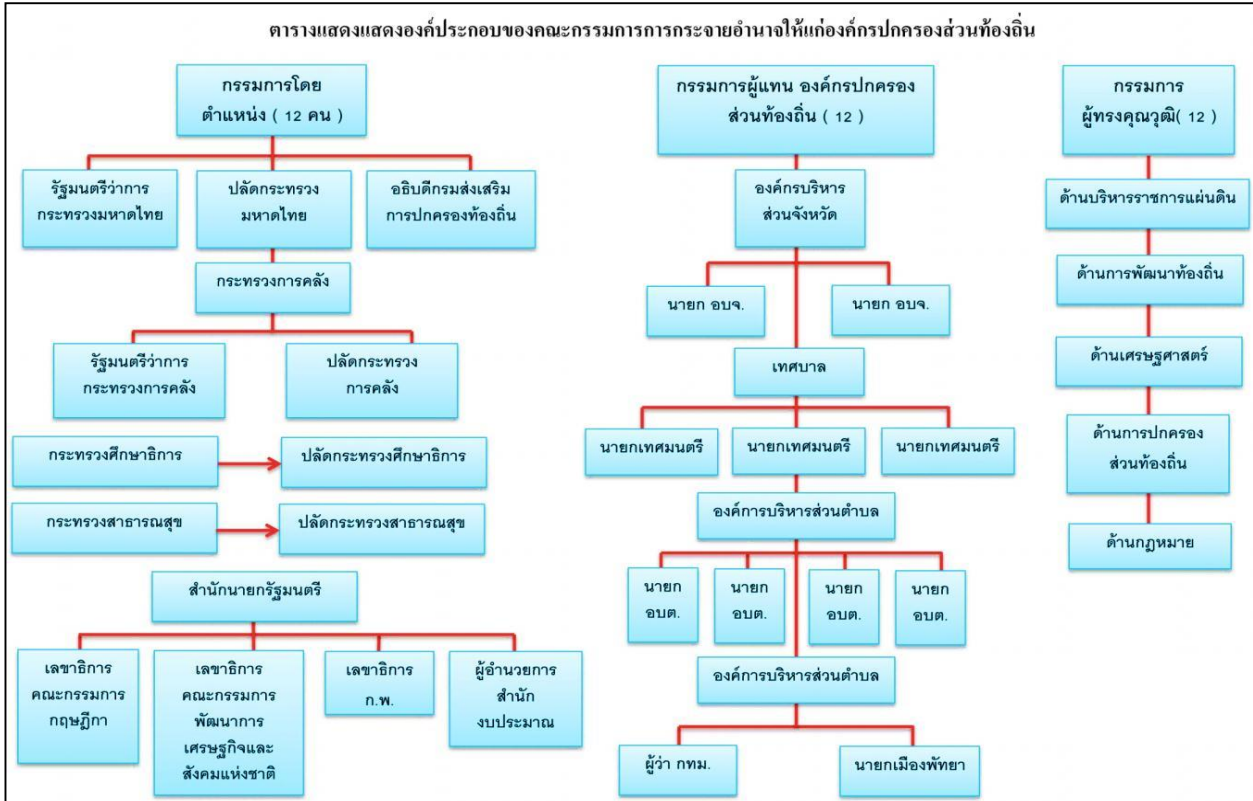 ตารางแสดงแสดงองค์ประกอบของคณะกรรมการการกระจายอำนาจให้แก่องค์กรปกครองส่วนท้องถิ่น
กรรมการโดย
ตำแหน่ง ( 12 คน )
รัฐมนตรีว่าการ
กระทรวงมหาดไทย
ปลัดกระทรวง
มหาดไทย
อธิบดีกรมส่งเสริม
การปกครองท้องถิ่น
กระทรวงการคลัง
รัฐมนตรีว่าการ
กระทรวงการคลัง
ปลัดกระทรวง
การคลัง
กระทรวงศึกษาธิการ
ปลัดกระทรวงศึกษาธิการ
กระทรวงสาธารณสุข
ปลัดกระทรวงสาธารณสุข
สำนักนายกรัฐมนตรี
เลขาธิการ
คณะกรรมการ
กฤษฎีกา
เลขาธิการ
คณะกรรมการ
พัฒนาการ
เศรษฐกิจและ
สังคมแห่งชาติ
เลขาธิการ
ก.พ.
ผู้อำนวยการ
สำนัก
งบประมาณ
กรรมการผู้แทน องค์กรปกครอง
ส่วนท้องถิ่น ( 12 )
องค์กรบริหาร
ส่วนจังหวัด
นายก อบจ.
นายก อบจ.
เทศบาล
นายกเทศมนตรี
นายกเทศมนตรี
นายกเทศมนตรี
องค์การบริหารส่วนตำบล
นายก
อบต.
นายก
อบต.
นายก
อบต.
นายก
อบต.
องค์การบริหารส่วนตำบล
ผู้ว่า กทม.
นายกเมืองพัทยา
กรรมการ
ผู้ทรงคุณวุฒิ( 12 )
ด้านบริหารราชการแผ่นดิน
ด้านการพัฒนาท้องถิ่น
ด้านเศรษฐศาสตร์
ด้านการปกครอง
ส่วนท้องถิ่น
ด้านกฎหมาย